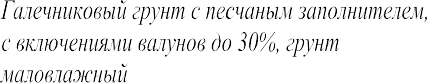 Галечниковый грунт с песчаным заполнителем,
с включениями валунов до 30%, грунт
маловлажный